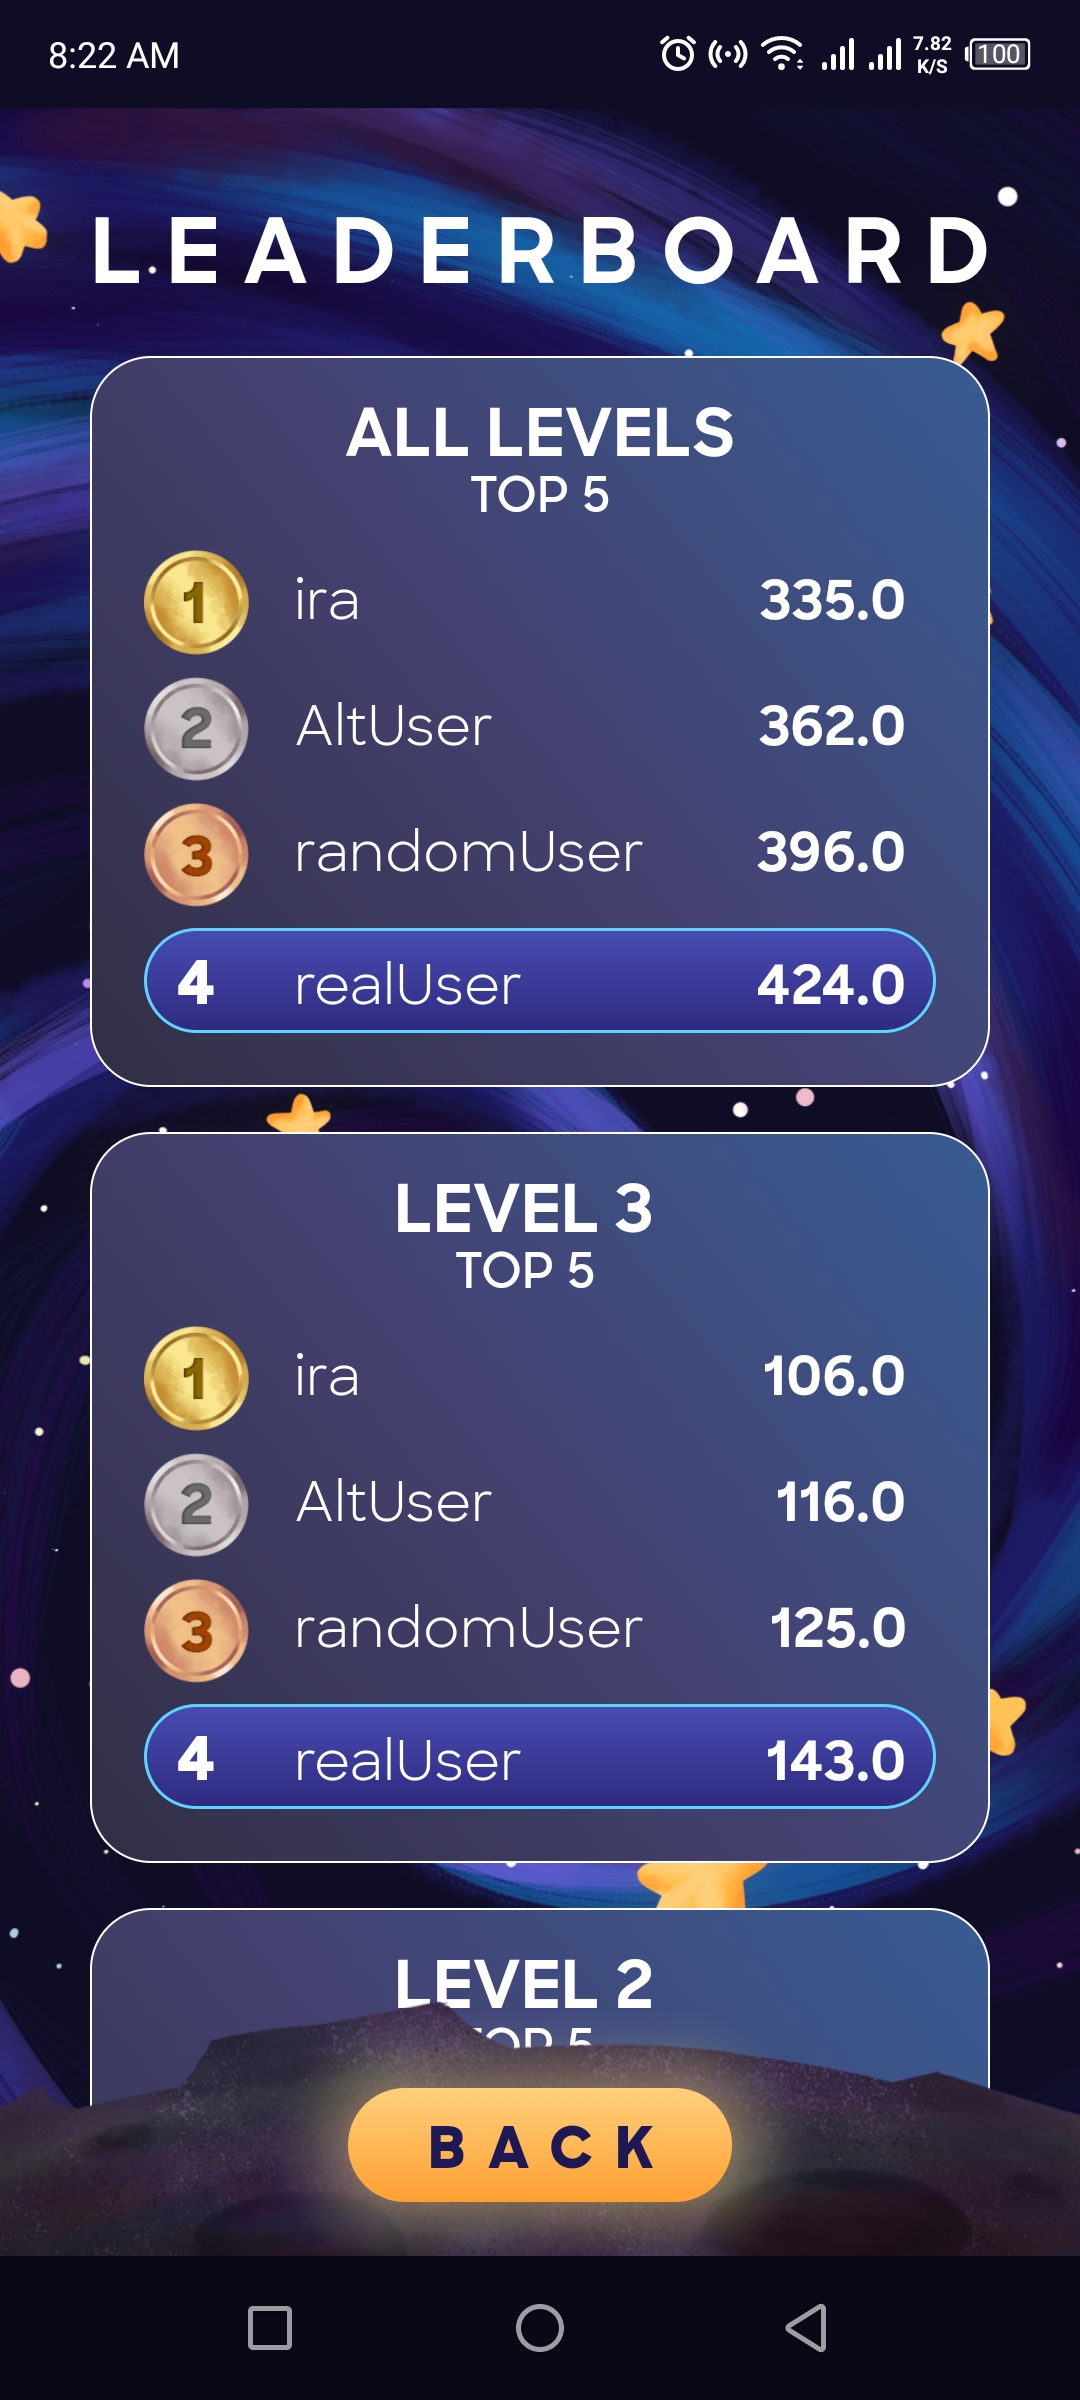 8:22 AM
7.82 K/S
100
LEADERBOARD
ALL LEVELS
TOP 5
1 ira 335.0
2 AltUser 362.0
3 randomUser 396.0
4 realUser 424.0
LEVEL 3
TOP 5
1 ira 106.0
2 AltUser 116.0
3 randomUser 125.0
4 realUser 143.0
LEVEL 2
TOP 5
BACK